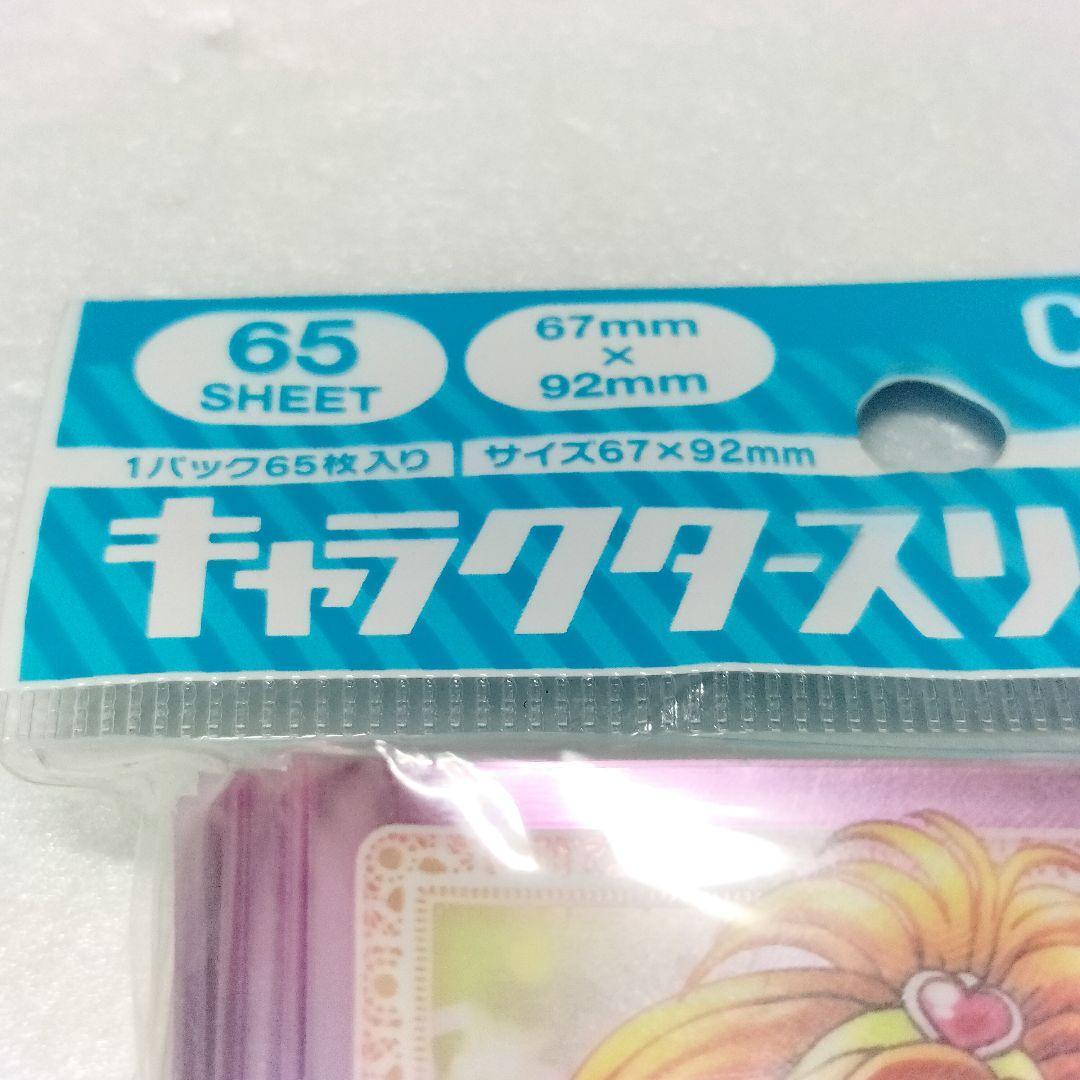 65
SHEET
67mm
×
92mm
C
1パック65枚入り
サイズ67×92mm
キャラクタースリ